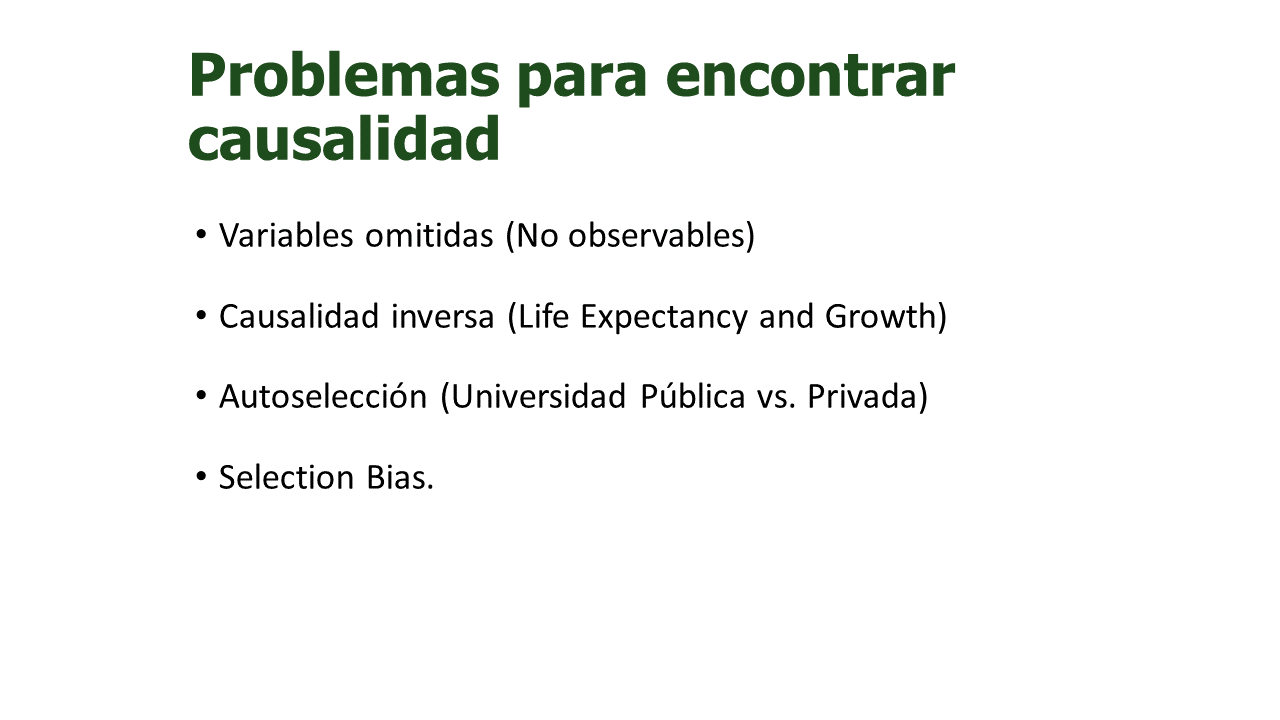 Problemas para encontrar
causalidad
• Variables omitidas (No observables)
• Causalidad inversa (Life Expectancy and Growth)
• Autoselección (Universidad Pública vs. Privada)
• Selection Bias.